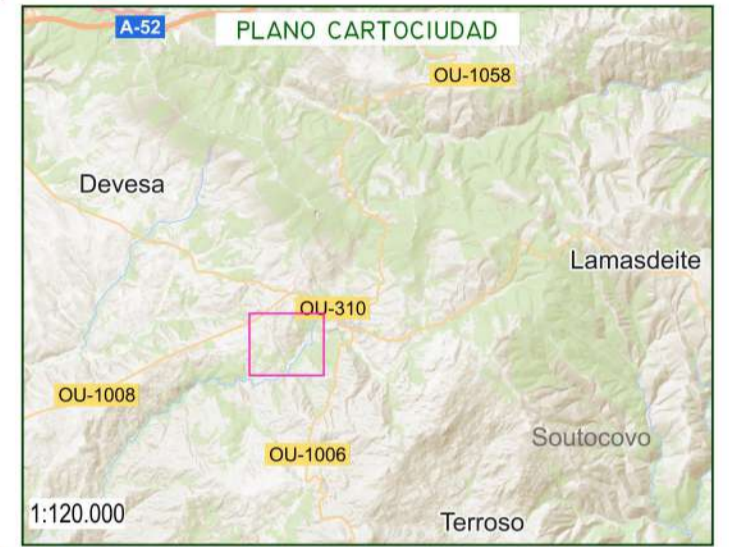 A-52
PLANO CARTOCIUDAD
OU-1058
Devesa
Lamasdeite
OU-310
OU-1008
Soutocovo
OU-1006
1:120.000
Terroso